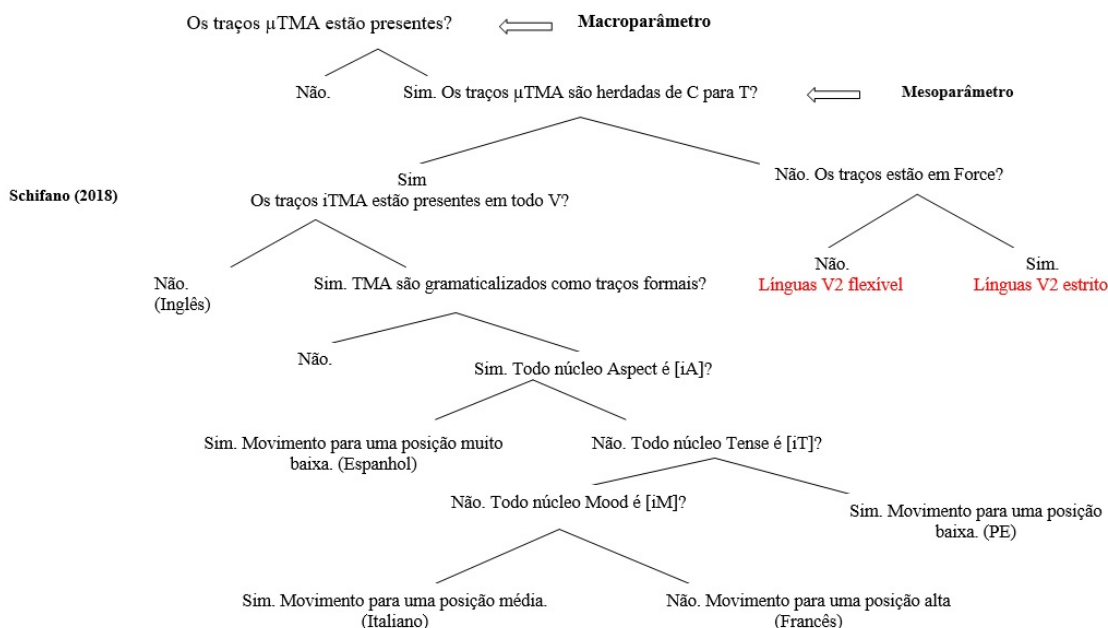 Os traços µTMA estão presentes?
Macroparâmetro
Não.
Sim. Os traços µTMA são herdadas de C para T?
Mesoparâmetro
Schifano (2018)
Sim
Os traços iTMA estão presentes em todo V?
Não. Os traços estão em Force?
Não.
(Inglês)
Sim. TMA são gramaticalizados como traços formais?
Não.
Línguas V2 flexível
Sim.
Línguas V2 estrito
Não.
Sim. Todo núcleo Aspect é [iA]?
Sim. Movimento para uma posição muito
baixa. (Espanhol)
Não. Todo núcleo Tense é [iT]?
Não. Todo núcleo Mood é [iM]?
Sim. Movimento para uma posição
baixa. (PE)
Sim. Movimento para uma posição média.
(Italiano)
Não. Movimento para uma posição alta
(Francês)